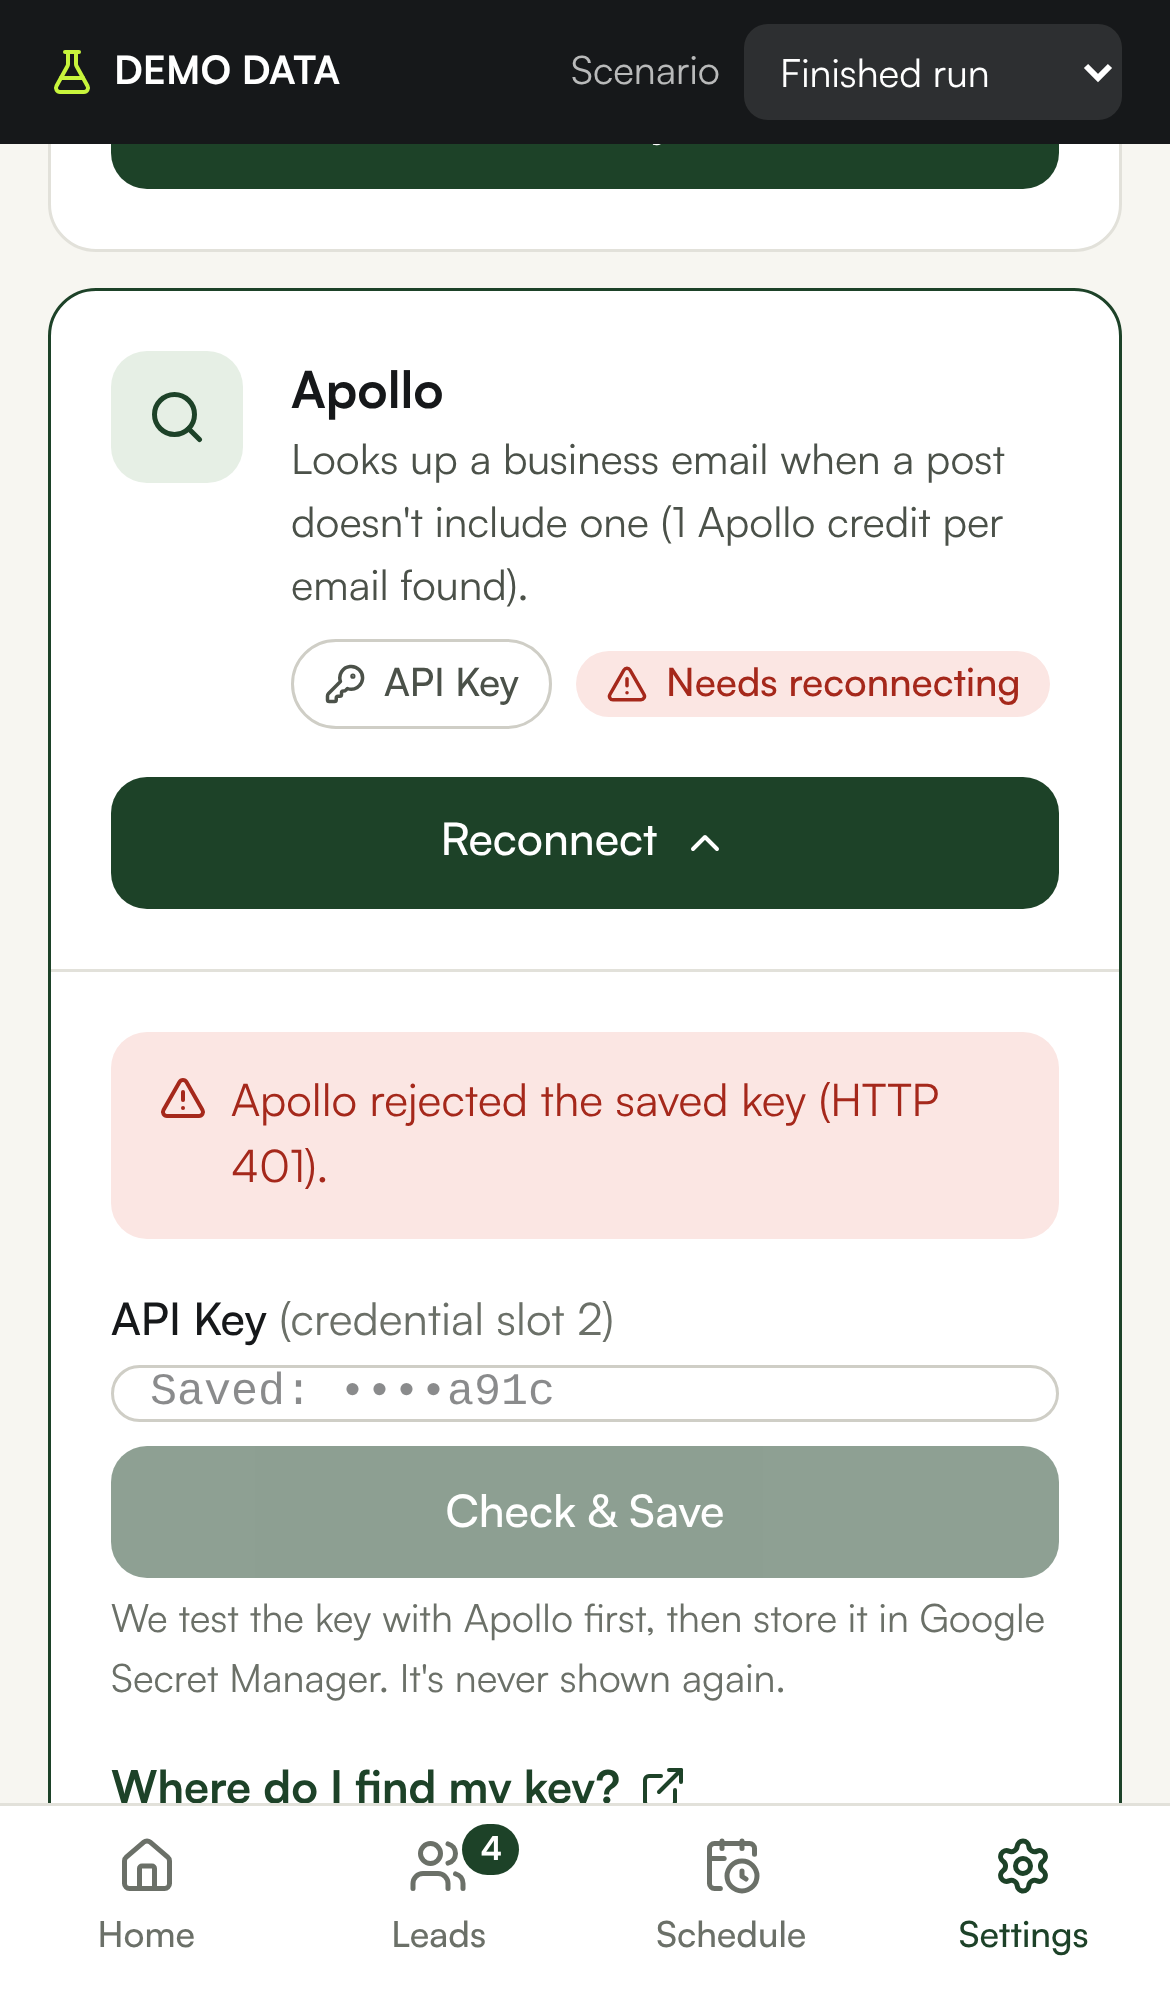 DEMO DATA
Scenario
Finished run
Apollo
Looks up a business email when a post
doesn't include one (1 Apollo credit per
email found).
API Key
Needs reconnecting
Reconnect
Apollo rejected the saved key (HTTP
401).
API Key (credential slot 2)
Saved: ••••a91c
Check & Save
We test the key with Apollo first, then store it in Google
Secret Manager. It's never shown again.
Where do I find my key?
4
Home
Leads
Schedule
Settings